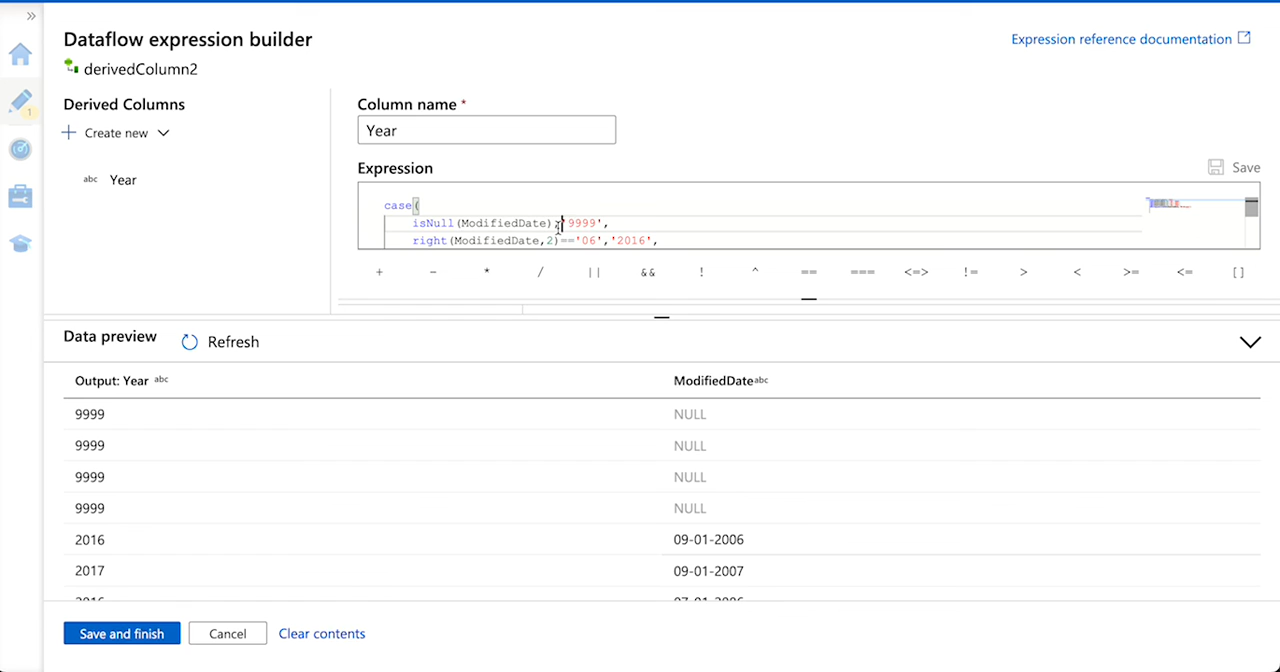 Dataflow expression builder
Expression reference documentation
derivedColumn2
Derived Columns
Create new
abc Year
1
Column name *
Year
Expression
Save
case(
isNull(ModifiedDate),'9999',
right(ModifiedDate,2)=='06','2016',
+ - * / || && ! ^ == === <=> != > < >= <= []
Data preview
Refresh
Output: Year abc ModifiedDate abc
9999 NULL
9999 NULL
9999 NULL
9999 NULL
2016 09-01-2006
2017 09-01-2007
Save and finish
Cancel
Clear contents